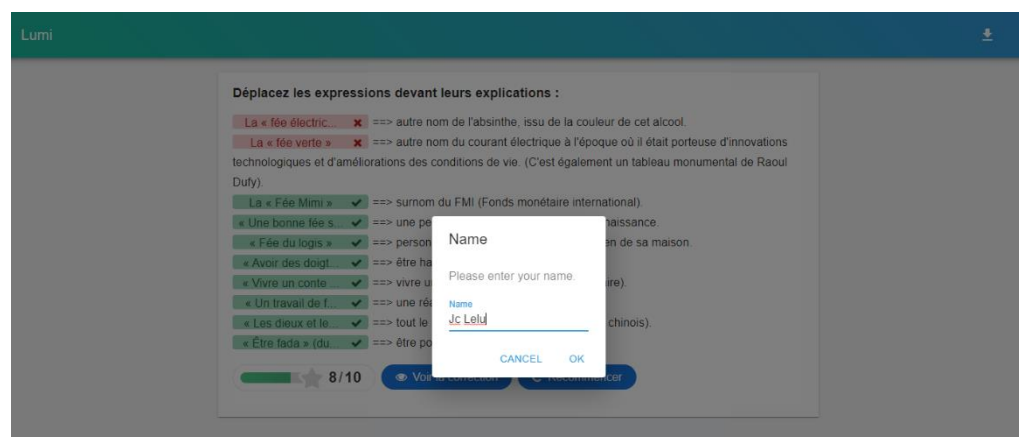 Lumi
Déplacez les expressions devant leurs explications :
La « fée électric... ==> autre nom de l'absinthe, issu de la couleur de cet alcool.
La « fée verte » ==> autre nom du courant électrique à l'époque où il était porteuse d'innovations
technologiques et d'améliorations des conditions de vie. (C'est également un tableau monumental de Raoul
Dufy).
La « Fée Mimi » ==> surnom du FMI (Fonds monétaire international).
« Une bonne fée s... ==> une pe naissance.
« Fée du logis » ==> person en de sa maison.
« Avoir des doigt... ==> être ha
« Vivre un conte ... ==> vivre u ire).
« Un travail de f... ==> une réa
« Les dieux et le... ==> tout le chinois).
« Être fada » (du... ==> être po
8/10
Voir la correction
Recommencer
Name
Please enter your name.
Name
Jc Lelu
CANCEL OK